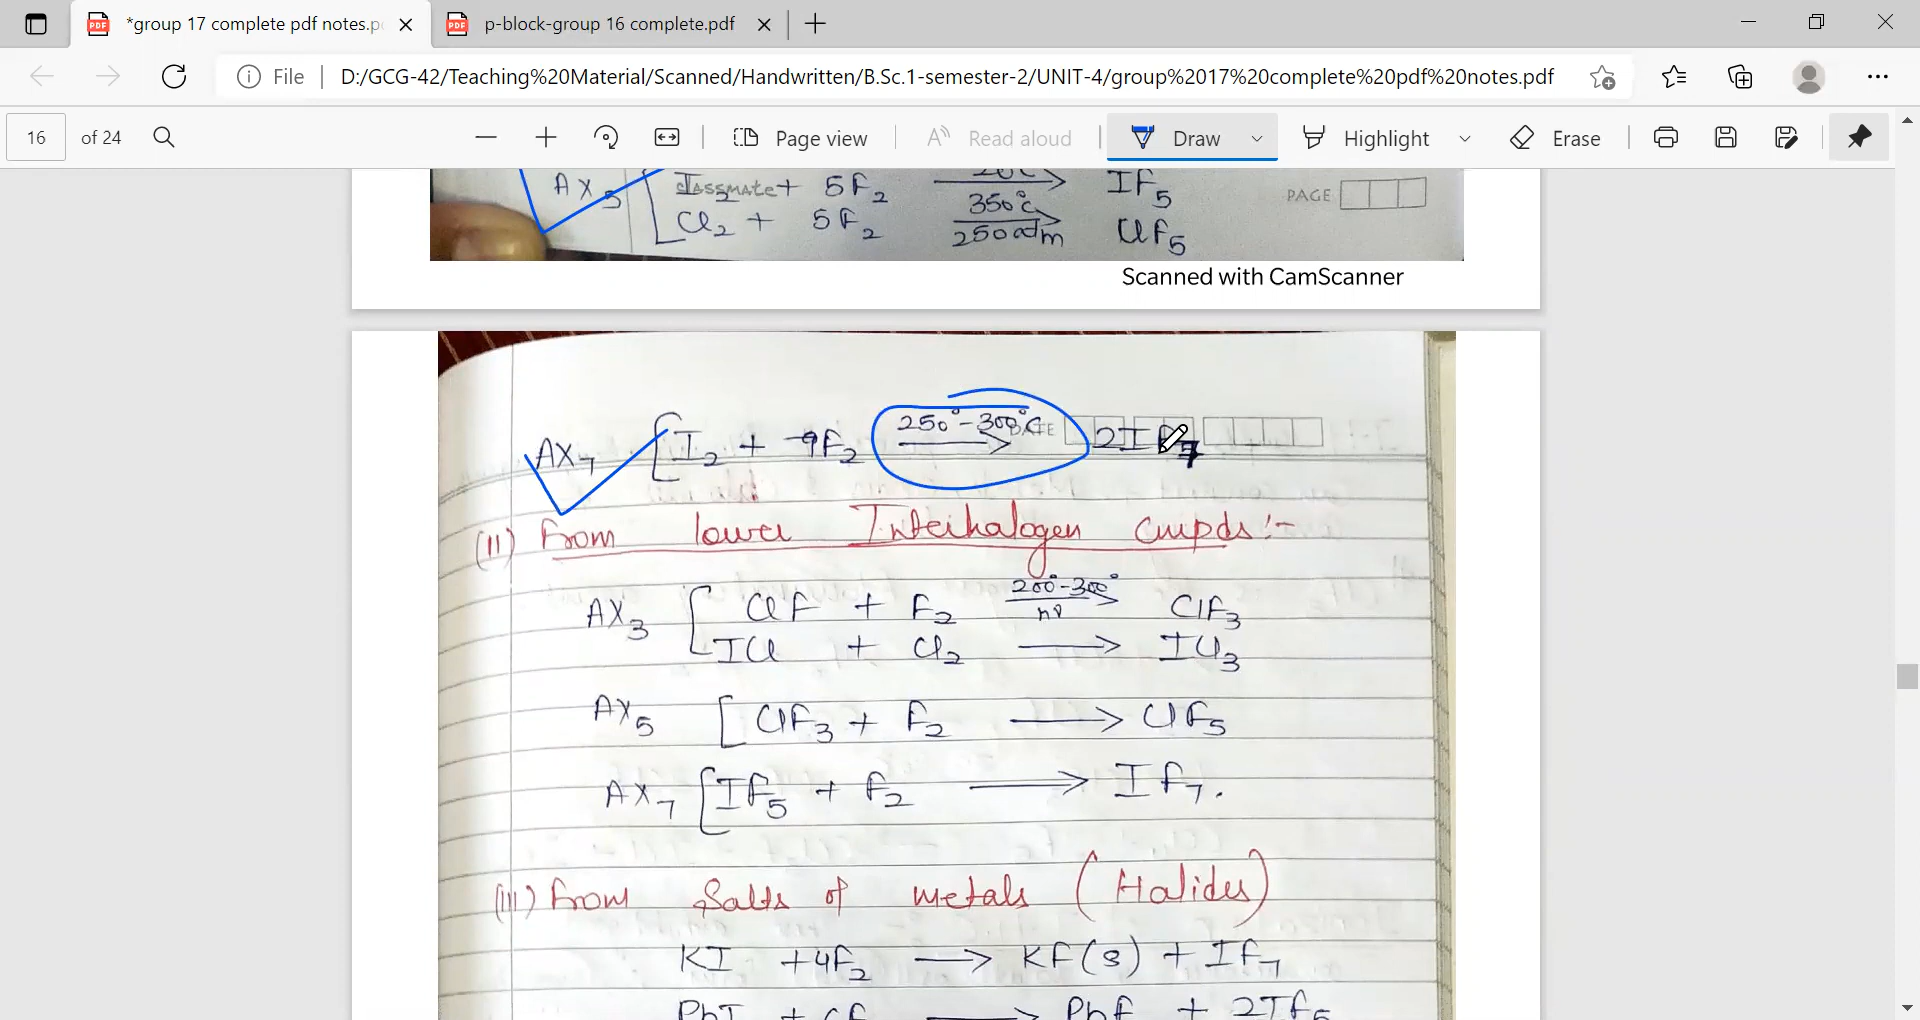 *group 17 complete pdf notes.p
p-block-group 16 complete.pdf
File | D:/GCG-42/Teaching%20Material/Scanned/Handwritten/B.Sc.1-semester-2/UNIT-4/group%2017%20complete%20pdf%20notes.pdf
16 of 24
Page view
Read aloud
Draw
Highlight
Erase
AX5 I2 + 5F2 → IF5
classmate
PAGE
Cl2 + 5F2 350°C → 250 atm ClF5
Scanned with CamScanner
AX7 [I2 + 9F2 250°-300°C → 2IF7
(II) From lower Interhalogen cmpds:-
AX3 [ ClF + F2 200°-300° → ClF3
ICl + Cl2 → ICl3
AX5 [ ClF3 + F2 → ClF5
AX7 [IF5 + F2 → IF7.
(III) From Salts of metals (Halides)
KI +4F2 → KF(s) + IF7